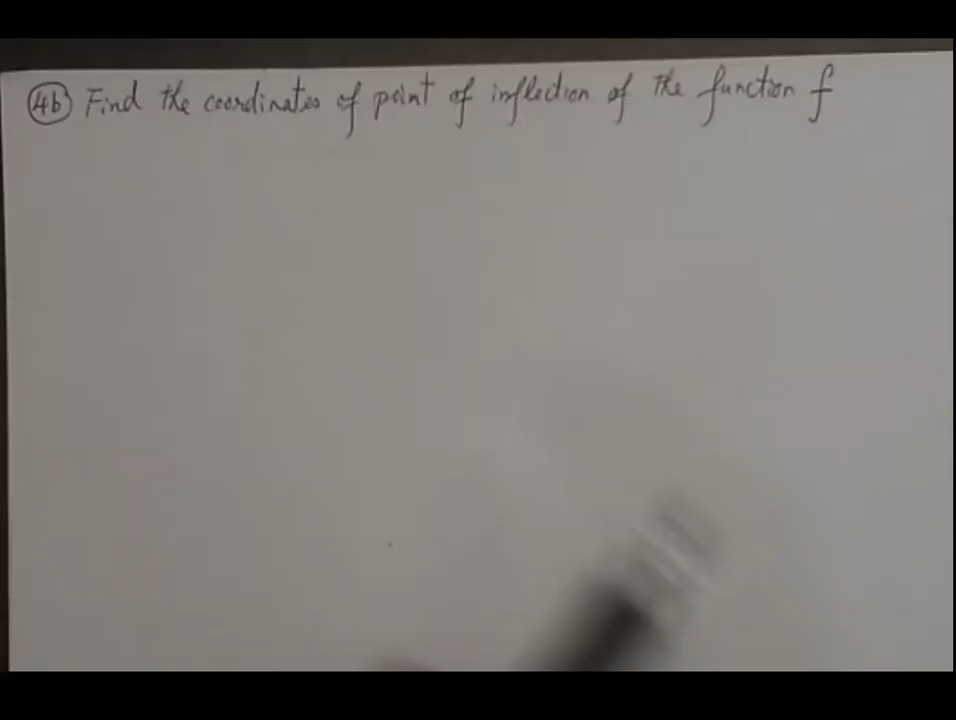 4b Find the coordinates of point of inflection of the function f